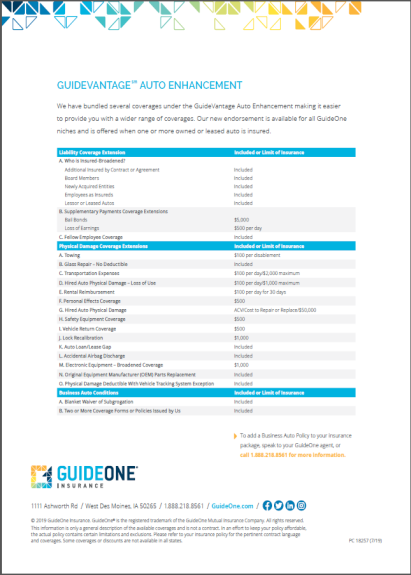 GUIDEVANTAGE℠ AUTO ENHANCEMENT
We have bundled several coverages under the GuideVantage Auto Enhancement making it easier
to provide you with a wider range of coverages. Our new endorsement is available for all GuideOne
niches and is offered when one or more owned or leased auto is insured.
Liability Coverage Extension Included or Limit of Insurance
A. Who is Insured-Broadened?
Additional Insured by Contract or Agreement Included
Board Members Included
Newly Acquired Entities Included
Employees as Insureds Included
Lessor or Leased Autos Included
B. Supplementary Payments Coverage Extensions
Bail Bonds $5,000
Loss of Earnings $500 per day
C. Fellow Employee Coverage Included
Physical Damage Coverage Extensions Included or Limit of Insurance
A. Towing $100 per disablement
B. Glass Repair – No Deductible Included
C. Transportation Expenses $100 per day/$2,000 maximum
D. Hired Auto Physical Damage – Loss of Use $100 per day/$1,000 maximum
E. Rental Reimbursement $100 per day for 30 days
F. Personal Effects Coverage $500
G. Hired Auto Physical Damage ACV/Cost to Repair or Replace/$50,000
H. Safety Equipment Coverage $500
I. Vehicle Return Coverage $500
J. Lock Recalibration $1,000
K. Auto Loan/Lease Gap Included
L. Accidental Airbag Discharge Included
M. Electronic Equipment – Broadened Coverage $1,000
N. Original Equipment Manufacturer (OEM) Parts Replacement Included
O. Physical Damage Deductible With Vehicle Tracking System Exception Included
Business Auto Conditions Included or Limit of Insurance
A. Blanket Waiver of Subrogation Included
B. Two or More Coverage Forms or Policies Issued by Us Included
To add a Business Auto Policy to your insurance
package, speak to your GuideOne agent, or
call 1.888.218.8561 for more information.
GUIDEONE®
INSURANCE
1111 Ashworth Rd / West Des Moines, IA 50265 / 1.888.218.8561 / GuideOne.com /
© 2019 GuideOne Insurance. GuideOne® is the registered trademark of the GuideOne Mutual Insurance Company. All rights reserved.
This information is only a general description of the available coverages and is not a contract. In an effort to keep your policy affordable,
the actual policy contains certain limitations and exclusions. Please refer to your insurance policy for the pertinent contract language
and coverages. Some coverages or discounts are not available in all states. PC 18257 (7/19)